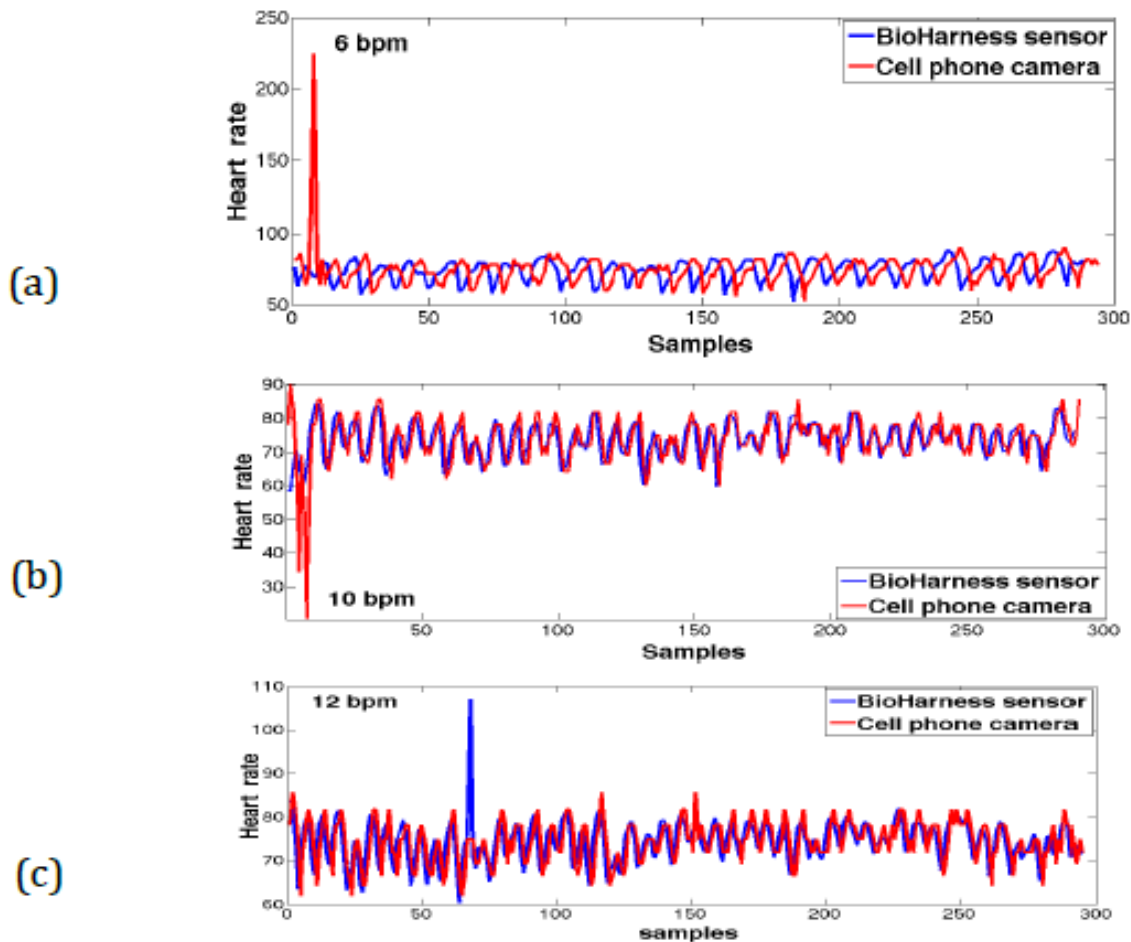 (a)
6 bpm
BioHarness sensor
Cell phone camera
Heart rate
250
200
150
100
50
0 50 100 150 200 250 300
Samples
(b)
90
80
70
60
50
40
30
Heart rate
10 bpm
BioHarness sensor
Cell phone camera
50 100 150 200 250 300
Samples
(c)
110
100
90
80
70
60
Heart rate
12 bpm
BioHarness sensor
Cell phone camera
0 50 100 150 200 250 300
samples